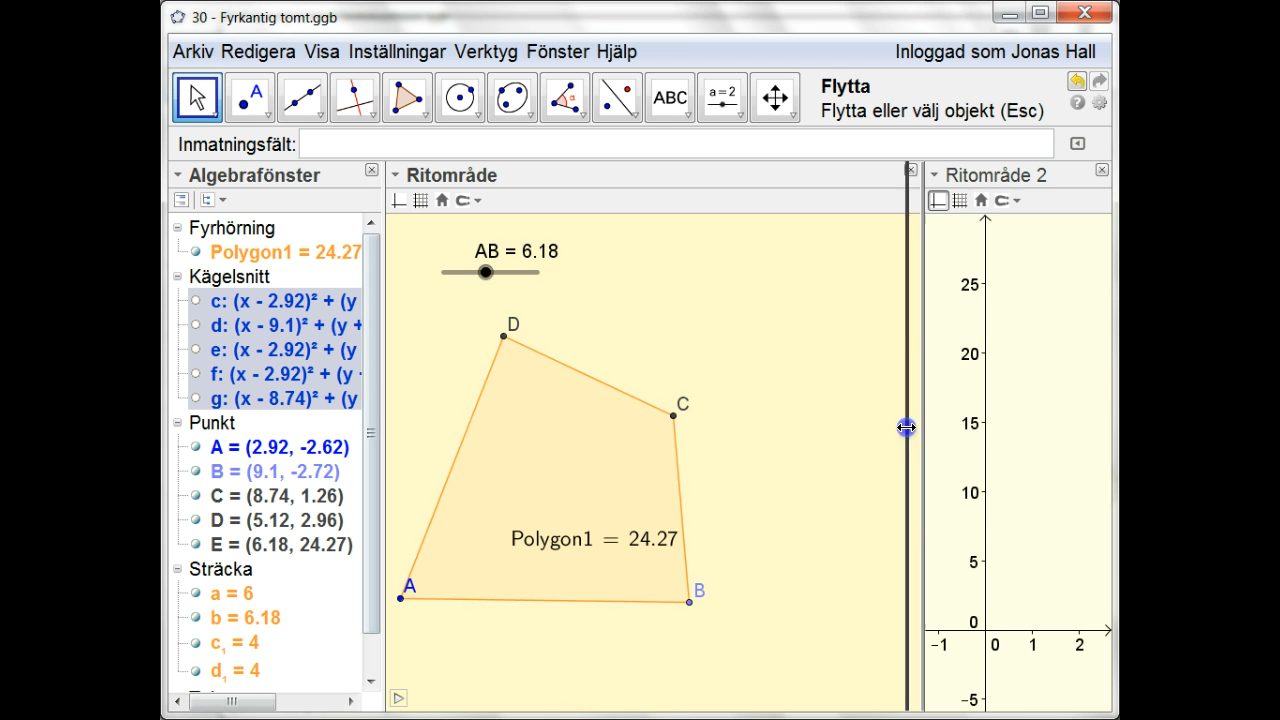 30 - Fyrkantig tomt.ggb
Arkiv Redigera Visa Inställningar Verktyg Fönster Hjälp
Inloggad som Jonas Hall
A
ABC
a=2
Flytta
Flytta eller välj objekt (Esc)
Inmatningsfält:
Algebrafönster
Fyrhörning
Polygon1 = 24.27
Kägelsnitt
c: (x - 2.92)² + (y
d: (x - 9.1)² + (y +
e: (x - 2.92)² + (y
f: (x - 2.92)² + (y
g: (x - 8.74)² + (y
Punkt
A = (2.92, -2.62)
B = (9.1, -2.72)
C = (8.74, 1.26)
D = (5.12, 2.96)
E = (6.18, 24.27)
Sträcka
a = 6
b = 6.18
c₁ = 4
d₁ = 4
Ritområde
AB = 6.18
D
C
Polygon1 = 24.27
A
B
Ritområde 2
25
20
15
10
5
0
−1 0 1 2
−5